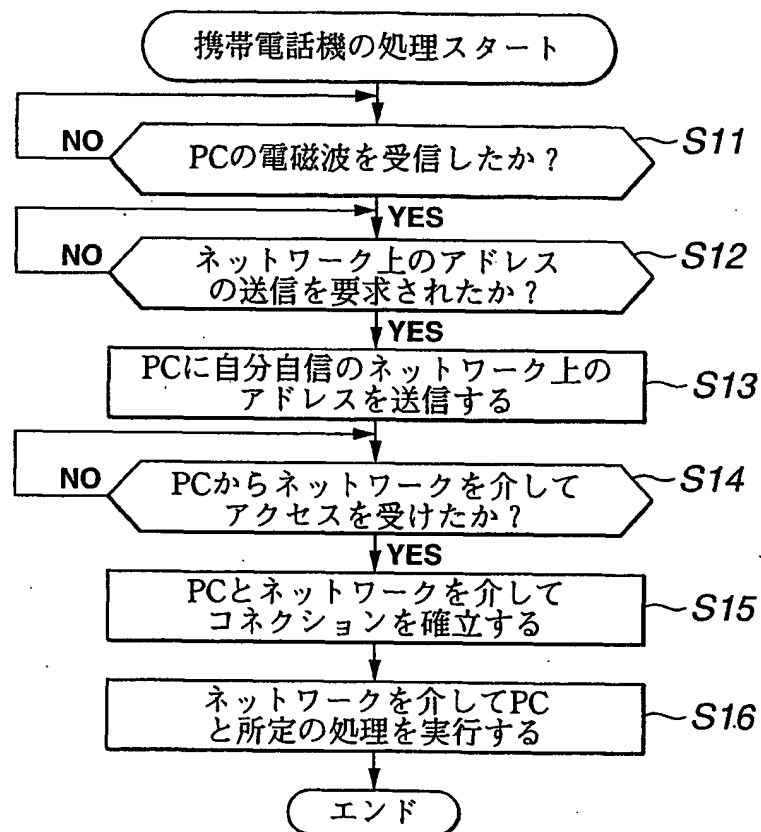 携帯電話機の処理スタート
NO
PCの電磁波を受信したか?
S11
YES
NO
ネットワーク上のアドレス
の送信を要求されたか?
S12
YES
PCに自分自信のネットワーク上の
アドレスを送信する
S13
NO
PCからネットワークを介して
アクセスを受けたか?
S14
YES
PCとネットワークを介して
コネクションを確立する
S15
ネットワークを介してPC
と所定の処理を実行する
S16
エンド